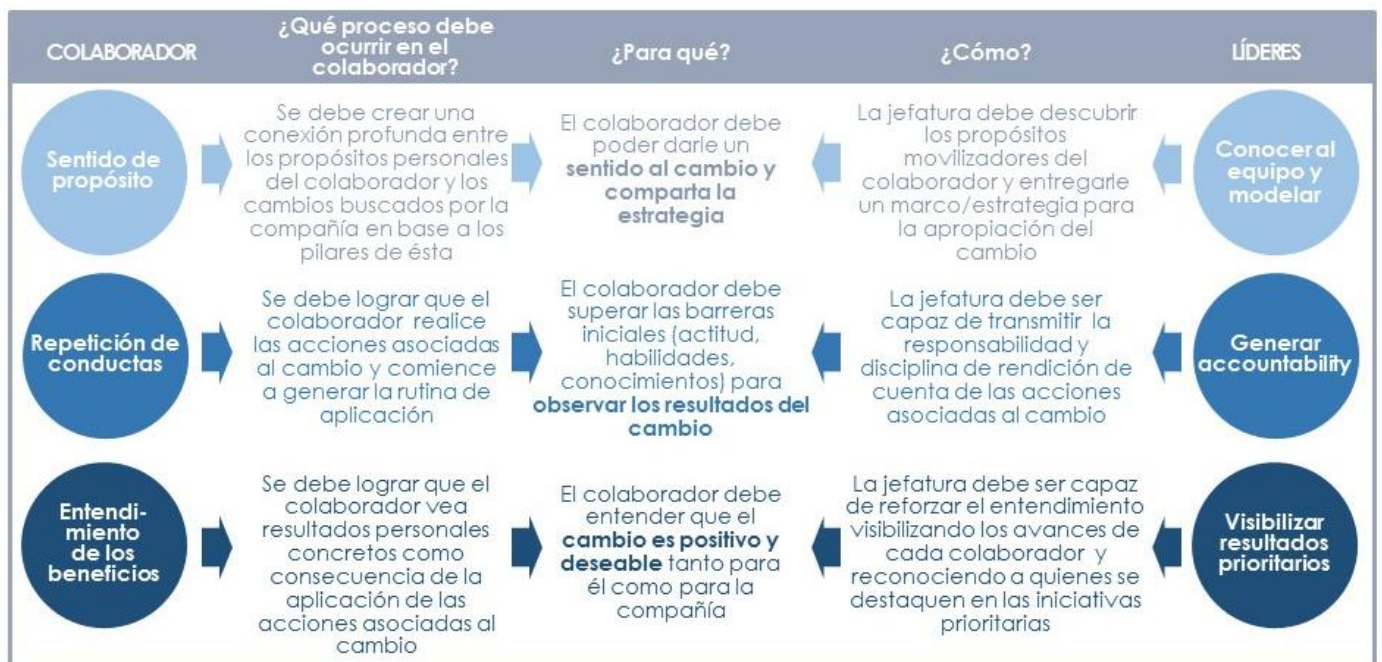 COLABORADOR
¿Qué proceso debe
ocurrir en el
colaborador?
¿Para qué?
¿Cómo?
LÍDERES
Sentido de
propósito
Se debe crear una
conexión profunda entre
los propósitos personales
del colaborador y los
cambios buscados por la
compañía en base a los
pilares de ésta
El colaborador debe
poder darle un
sentido al cambio y
comparta la
estrategia
La jefatura debe descubrir
los propósitos
movilizadores del
colaborador y entregarle
un marco/estrategia para
la apropiación del
cambio
Conocer al
equipo y
modelar
Repetición de
conductas
Se debe lograr que el
colaborador realice
las acciones asociadas
al cambio y comience
a generar la rutina de
aplicación
El colaborador debe
superar las barreras
iniciales (actitud,
habilidades,
conocimientos) para
observar los resultados del
cambio
La jefatura debe ser
capaz de transmitir la
responsabilidad y
disciplina de rendición de
cuenta de las acciones
asociadas al cambio
Generar
accountability
Entendi-
miento
de los
beneficios
Se debe lograr que el
colaborador vea
resultados personales
concretos como
consecuencia de la
aplicación de las
acciones asociadas al
cambio
El colaborador debe
entender que el
cambio es positivo y
deseable tanto para
él como para la
compañía
La jefatura debe ser capaz
de reforzar el entendimiento
visibilizando los avances de
cada colaborador y
reconociendo a quienes se
destaquen en las iniciativas
prioritarias
Visibilizar
resultados
prioritarios